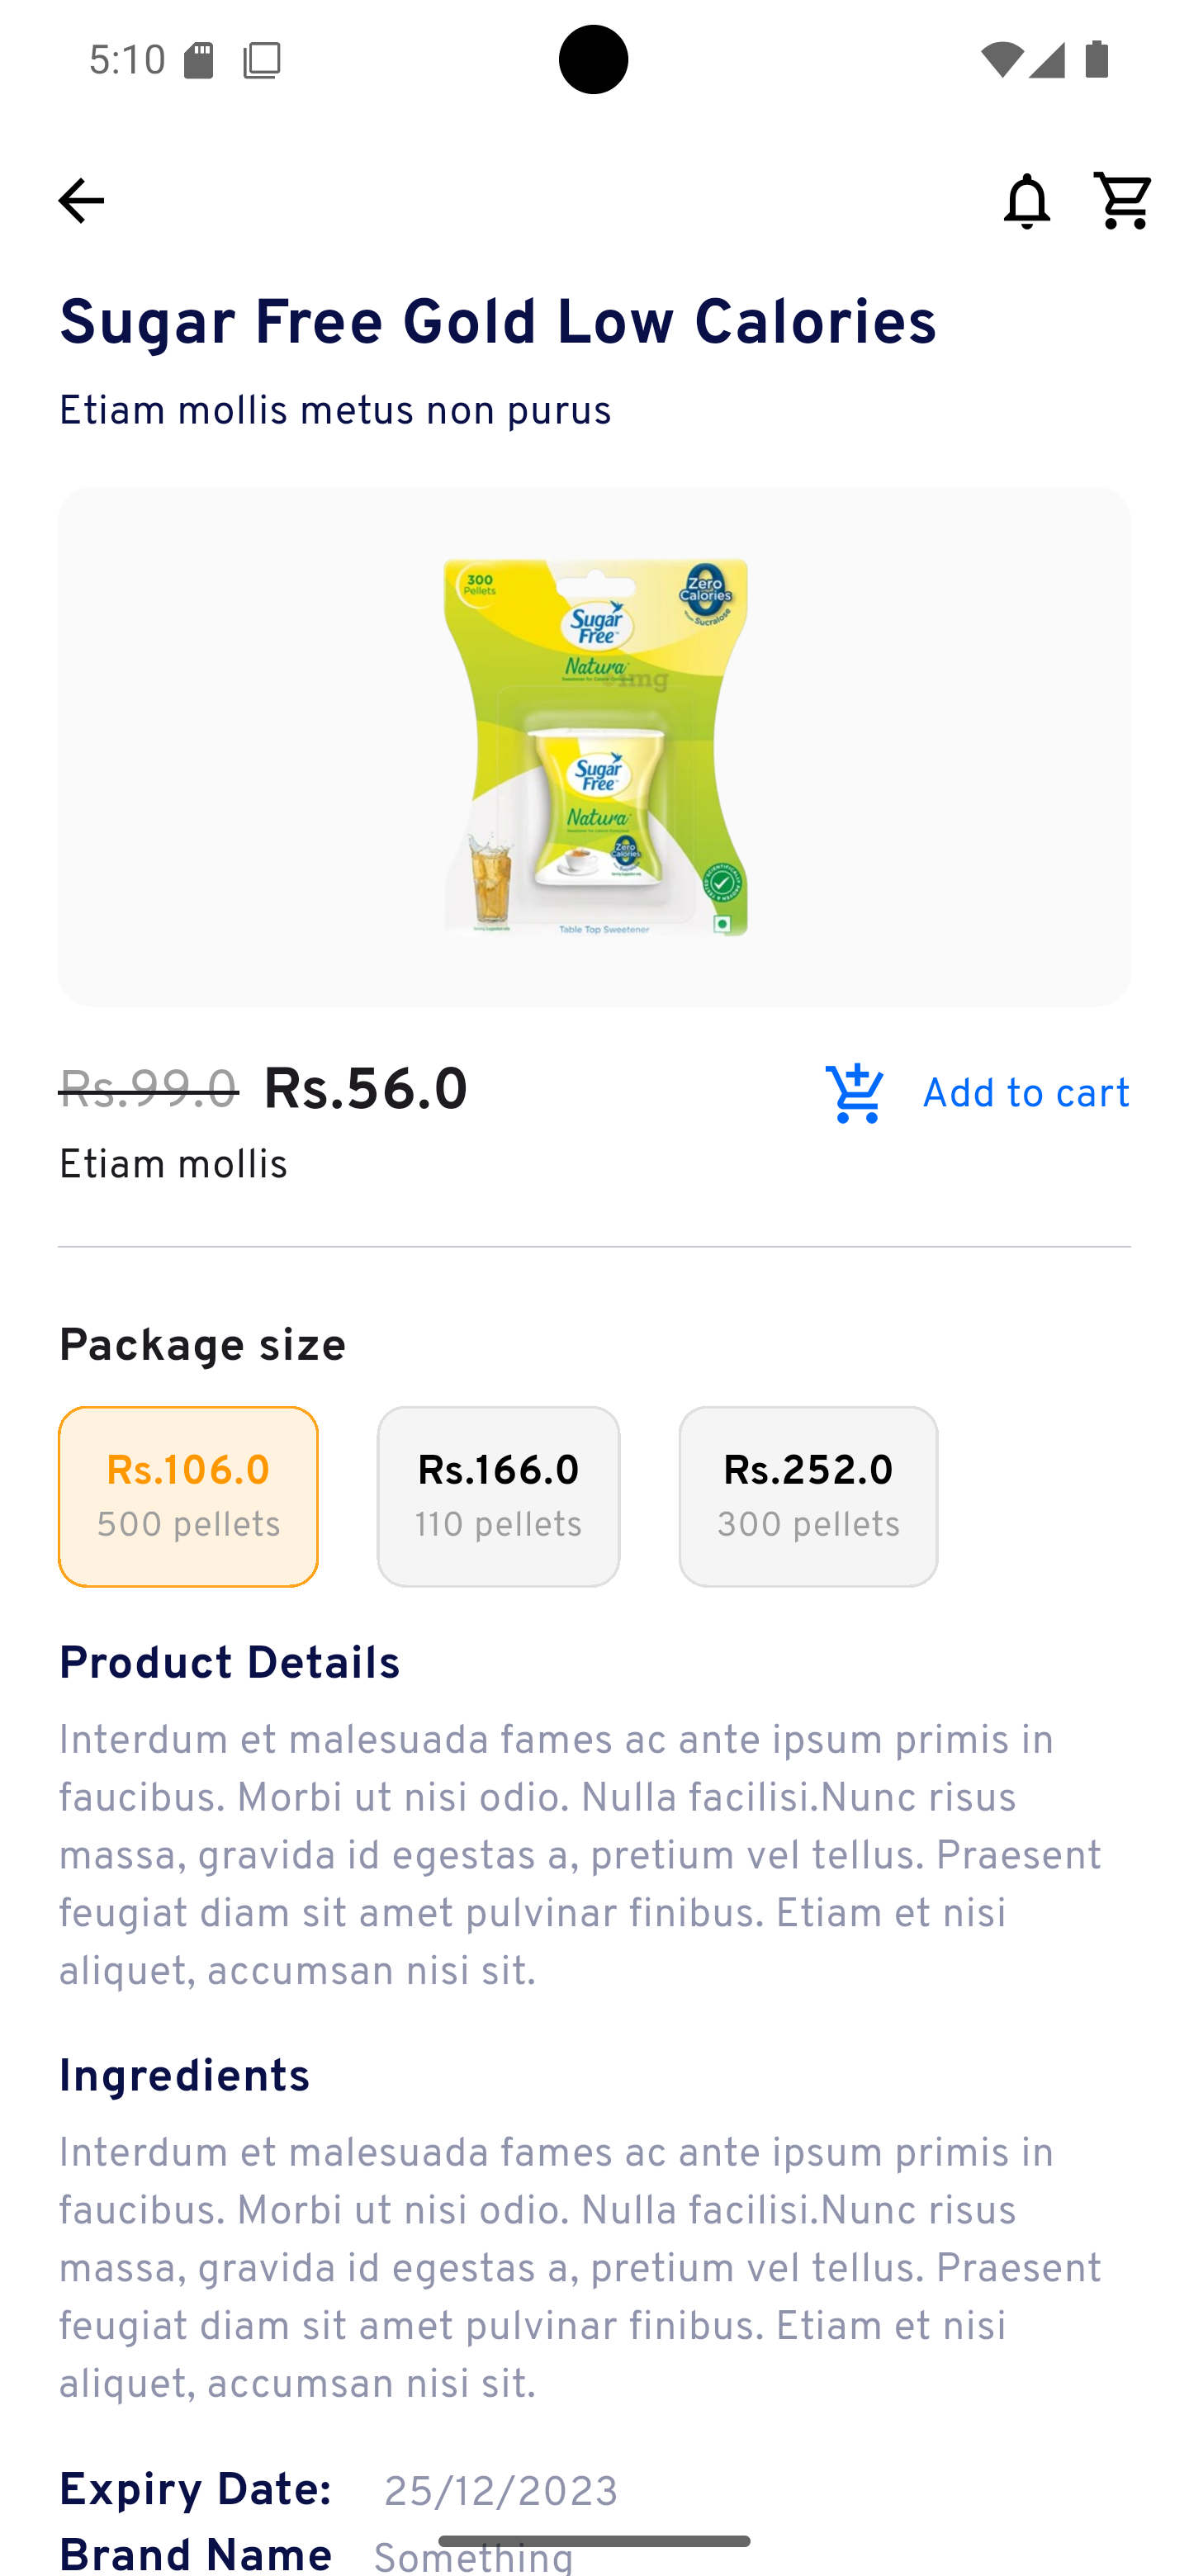 5:10
Sugar Free Gold Low Calories
Etiam mollis metus non purus
300
Pellets
Zero
Calories
Sucralose
Sugar
Free
Natura
1mg
Sugar
Free
Natura
Zero
Calories
Table Top Sweetener
Rs.99.0 Rs.56.0 Add to cart
Etiam mollis
Package size
Rs.106.0 Rs.166.0 Rs.252.0
500 pellets 110 pellets 300 pellets
Product Details
Interdum et malesuada fames ac ante ipsum primis in
faucibus. Morbi ut nisi odio. Nulla facilisi.Nunc risus
massa, gravida id egestas a, pretium vel tellus. Praesent
feugiat diam sit amet pulvinar finibus. Etiam et nisi
aliquet, accumsan nisi sit.
Ingredients
Interdum et malesuada fames ac ante ipsum primis in
faucibus. Morbi ut nisi odio. Nulla facilisi.Nunc risus
massa, gravida id egestas a, pretium vel tellus. Praesent
feugiat diam sit amet pulvinar finibus. Etiam et nisi
aliquet, accumsan nisi sit.
Expiry Date: 25/12/2023
Brand Name Something